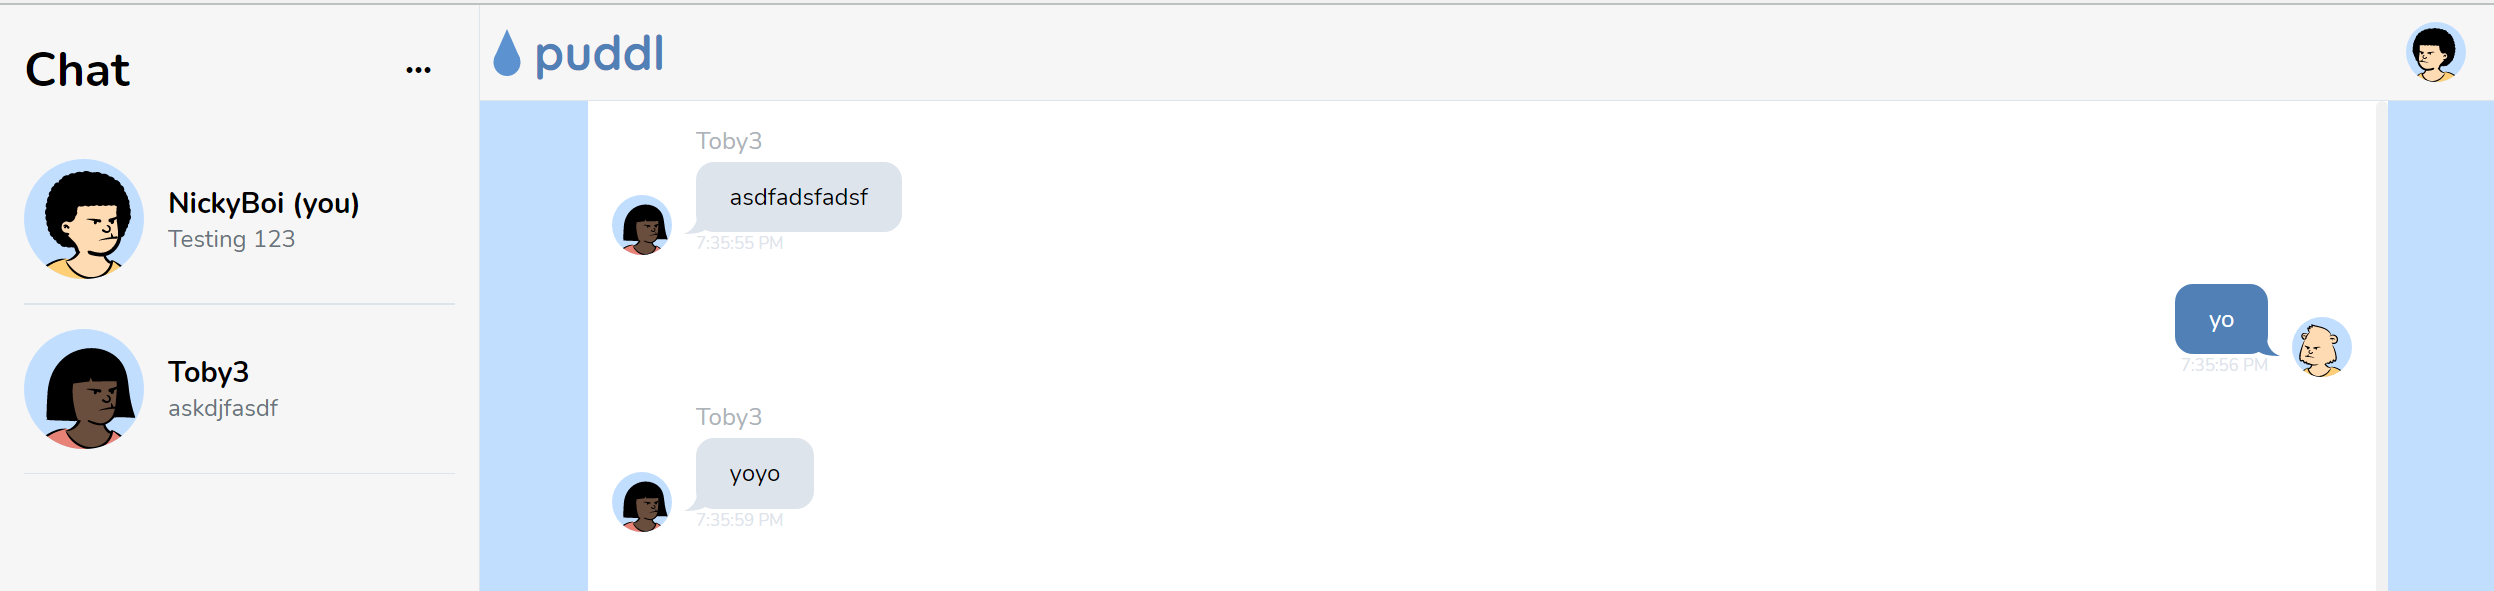 Chat
...
NickyBoi (you)
Testing 123
Toby3
askdjfasdf
puddl
Toby3
asdfadsfadsf
7:35:55 PM
yo
7:35:56 PM
Toby3
yoyo
7:35:59 PM